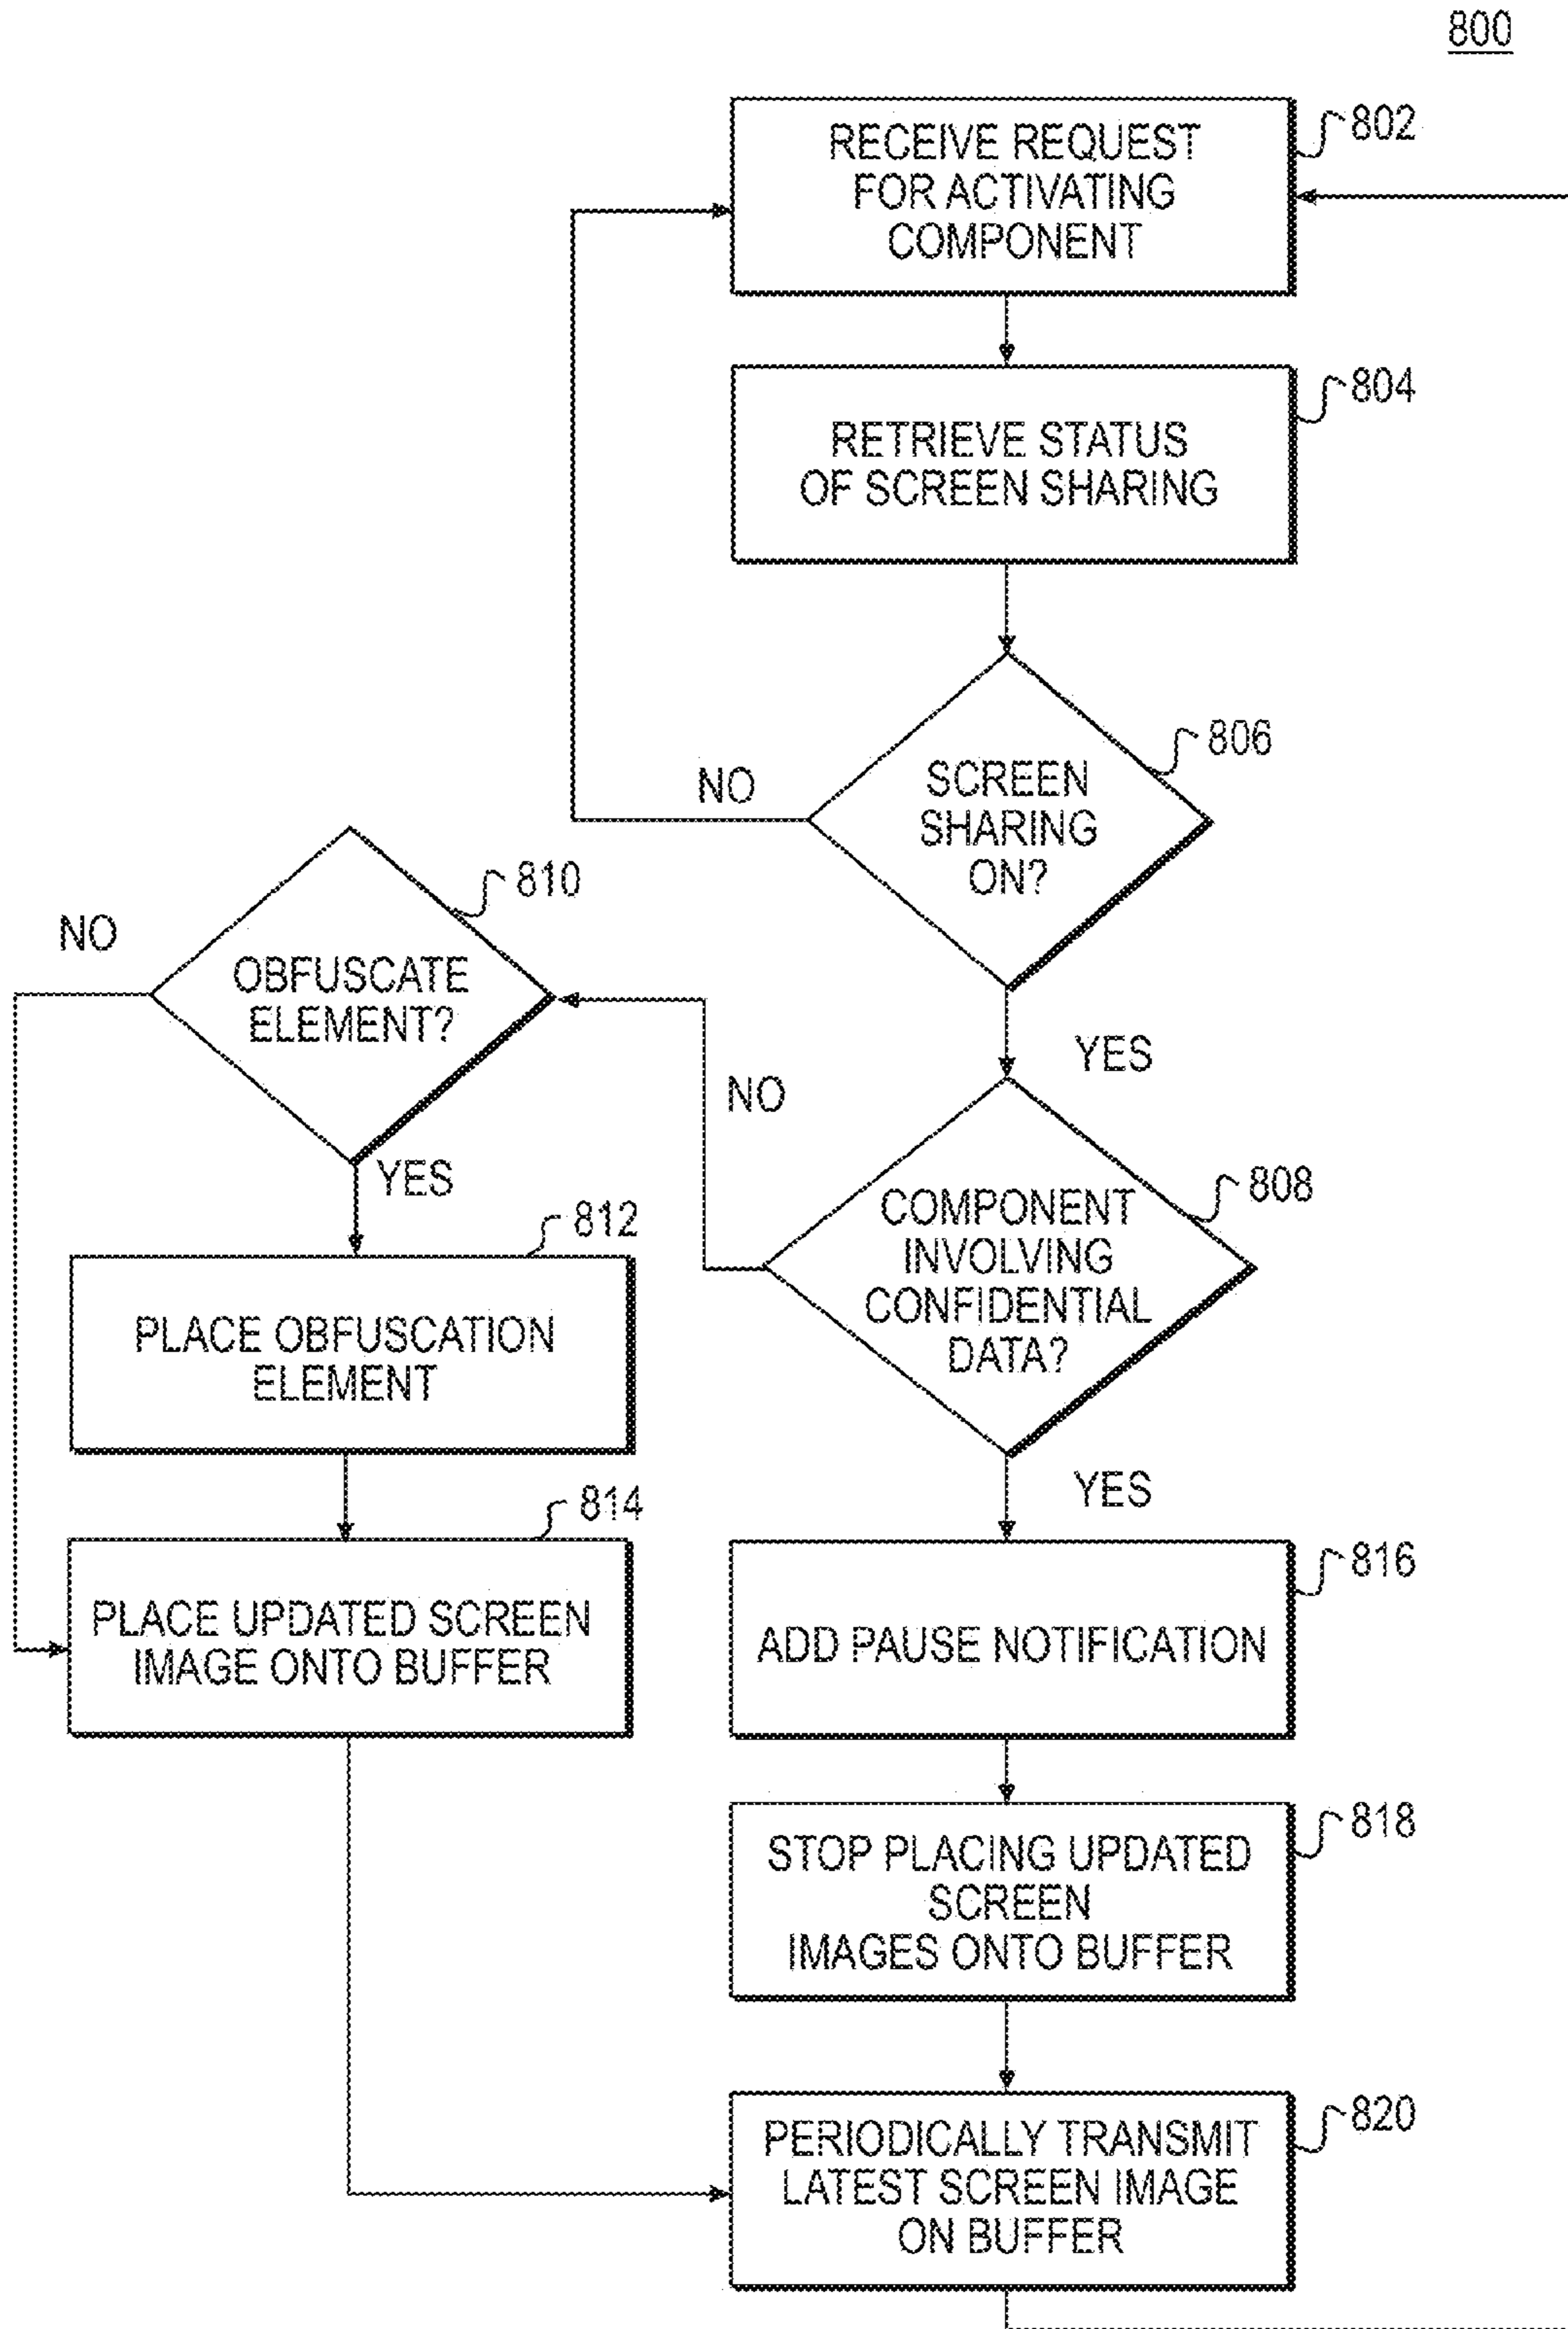 800
RECEIVE REQUEST
FOR ACTIVATING
COMPONENT
802
RETRIEVE STATUS
OF SCREEN SHARING
804
SCREEN
SHARING
ON?
806
NO
YES
OBFUSCATE
ELEMENT?
810
NO
YES
COMPONENT
INVOLVING
CONFIDENTIAL
DATA?
808
NO
YES
812
PLACE OBFUSCATION
ELEMENT
814
PLACE UPDATED SCREEN
IMAGE ONTO BUFFER
816
ADD PAUSE NOTIFICATION
818
STOP PLACING UPDATED
SCREEN
IMAGES ONTO BUFFER
820
PERIODICALLY TRANSMIT
LATEST SCREEN IMAGE
ON BUFFER